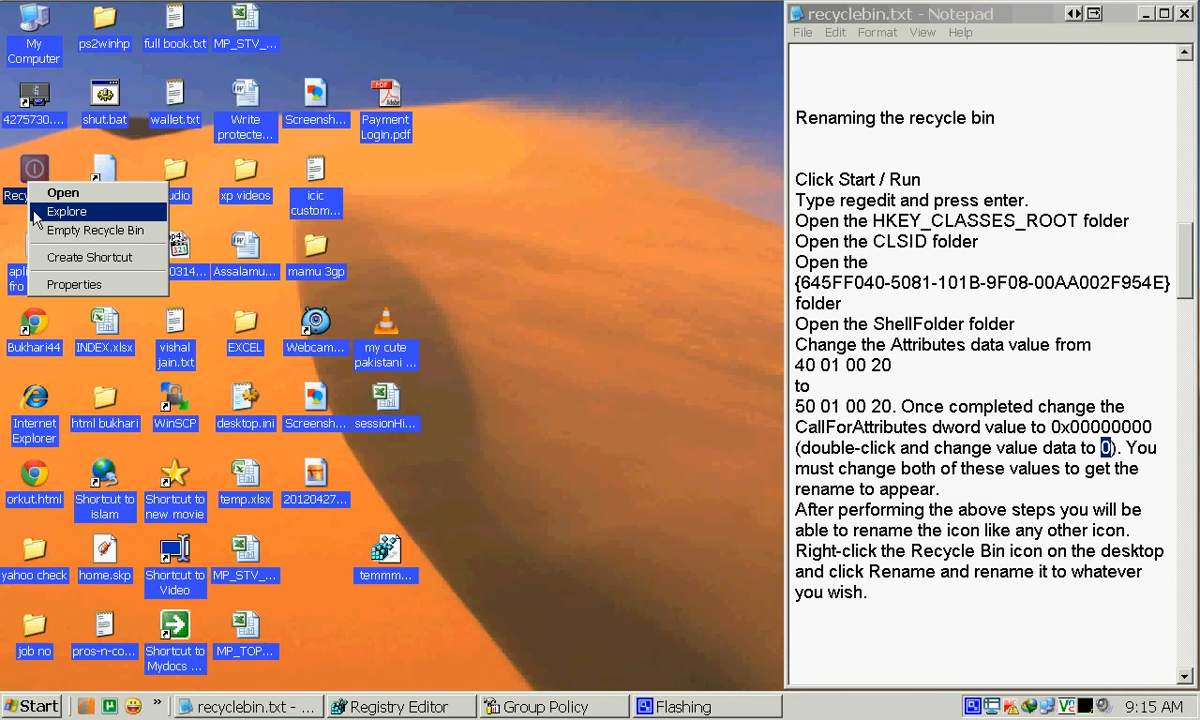 My Computer
ps2winhp
full book.txt
MP_STV_...
4275730....
shut.bat
wallet.txt
Write protecte...
Screensh...
Payment Login.pdf
Recy
udio
xp videos
icic custom...
Open
Explore
Empty Recycle Bin
Create Shortcut
Properties
apli
fro
0314...
Assalamu...
mamu 3gp
Bukhari44
INDEX.xlsx
vishal jain.txt
EXCEL
Webcam...
my cute pakistani ...
Internet Explorer
html bukhari
WinSCP
desktop.ini
Screensh...
sessionHi...
orkut.html
Shortcut to islam
Shortcut to new movie
temp.xlsx
20120427...
yahoo check
home.skp
Shortcut to Video
MP_STV_...
temmm...
job no
pros-n-co...
Shortcut to Mydocs ...
MP_TOP...
recyclebin.txt - Notepad
File Edit Format View Help
Renaming the recycle bin
Click Start / Run
Type regedit and press enter.
Open the HKEY_CLASSES_ROOT folder
Open the CLSID folder
Open the
{645FF040-5081-101B-9F08-00AA002F954E}
folder
Open the ShellFolder folder
Change the Attributes data value from
40 01 00 20
to
50 01 00 20. Once completed change the
CallForAttributes dword value to 0x00000000
(double-click and change value data to 0). You
must change both of these values to get the
rename to appear.
After performing the above steps you will be
able to rename the icon like any other icon.
Right-click the Recycle Bin icon on the desktop
and click Rename and rename it to whatever
you wish.
Start
»
recyclebin.txt - ...
Registry Editor
Group Policy
Flashing
9:15 AM